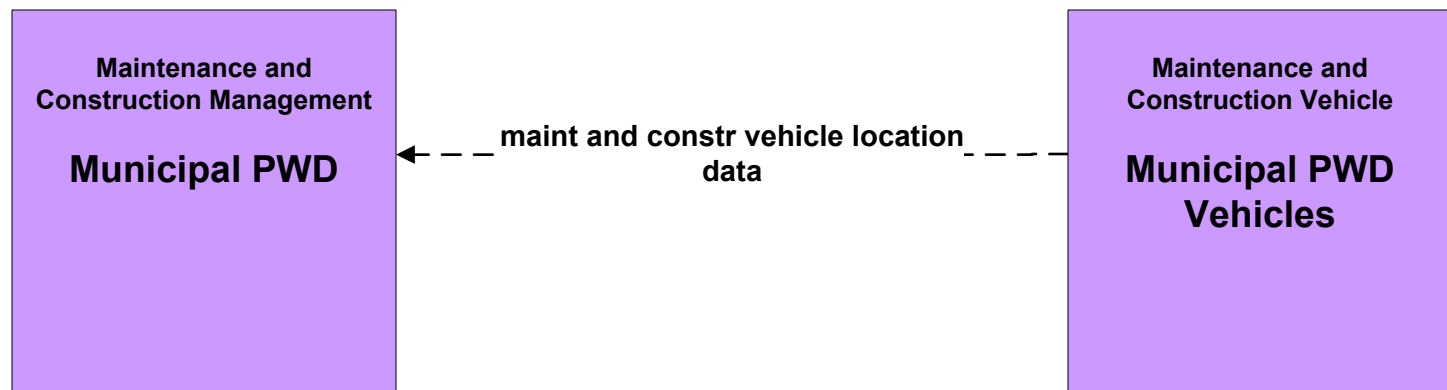 Maintenance and
Construction Management
Municipal PWD
maint and constr vehicle location
data
Maintenance and
Construction Vehicle
Municipal PWD
Vehicles